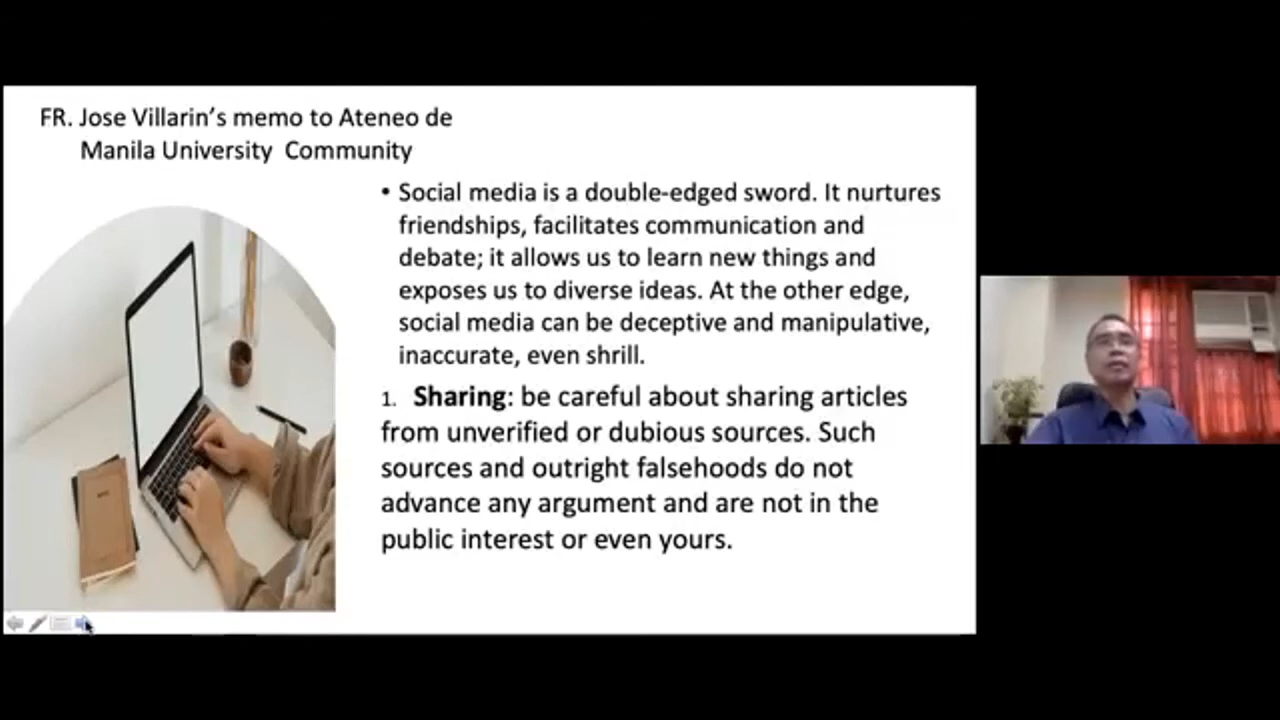 FR. Jose Villarin’s memo to Ateneo de
Manila University Community
• Social media is a double-edged sword. It nurtures
friendships, facilitates communication and
debate; it allows us to learn new things and
exposes us to diverse ideas. At the other edge,
social media can be deceptive and manipulative,
inaccurate, even shrill.
1. Sharing: be careful about sharing articles
from unverified or dubious sources. Such
sources and outright falsehoods do not
advance any argument and are not in the
public interest or even yours.